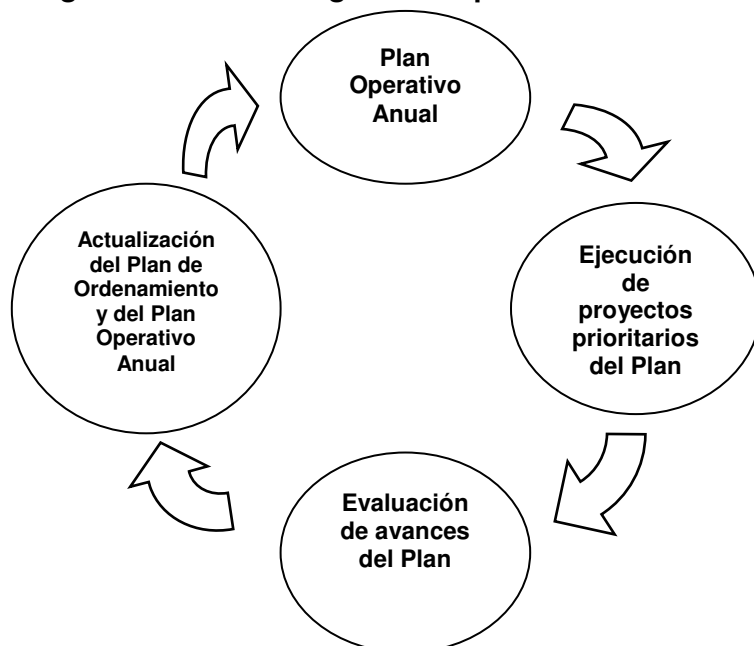 Plan
Operativo
Anual
Ejecución
de
proyectos
prioritarios
del Plan
Evaluación
de avances
del Plan
Actualización
del Plan de
Ordenamiento
y del Plan
Operativo
Anual